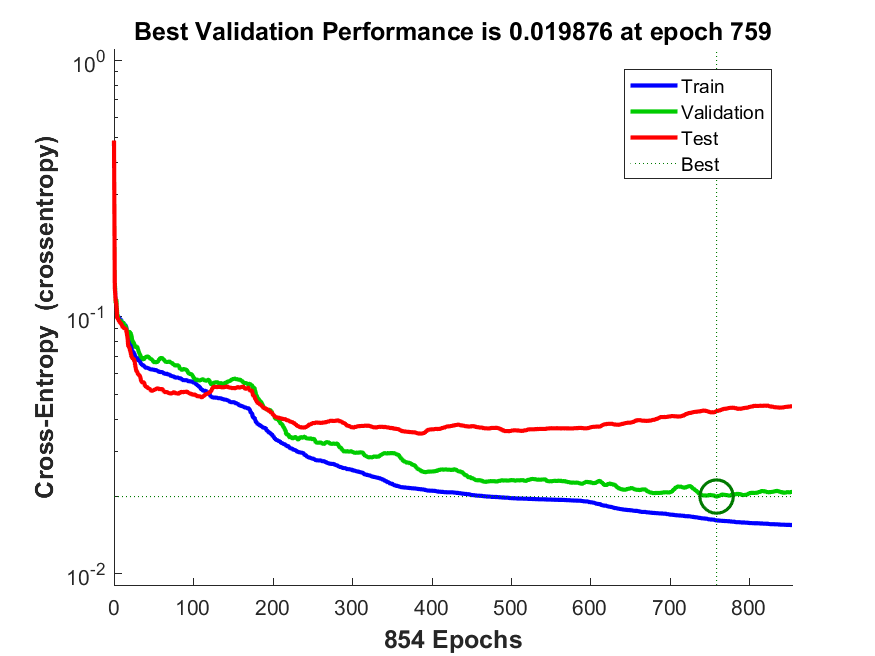 Best Validation Performance is 0.019876 at epoch 759
Cross-Entropy (crossentropy)
10^0
10^-1
10^-2
Train
Validation
Test
Best
0 100 200 300 400 500 600 700 800
854 Epochs